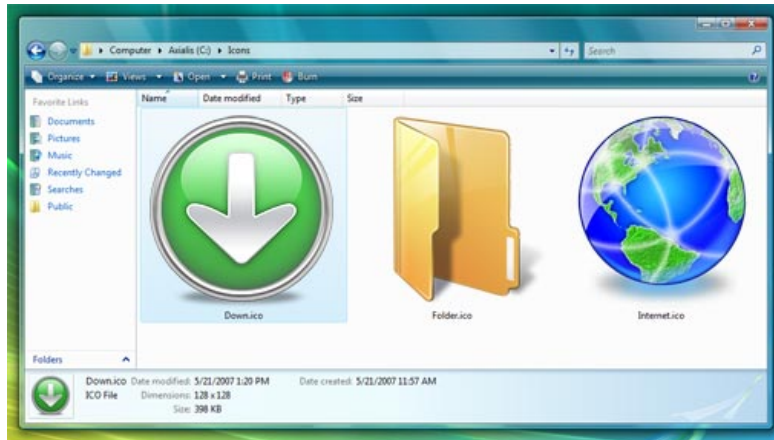 Computer ▸ Axialis (C:) ▸ Icons
Search
Organize Views Open Print Burn
Favorite Links
Documents
Pictures
Music
Recently Changed
Searches
Public
Folders
Name Date modified Type Size
Down.ico
Folder.ico
Internet.ico
Down.ico Date modified: 5/21/2007 1:20 PM Date created: 5/21/2007 11:57 AM
ICO File Dimensions: 128 x 128
Size: 398 KB